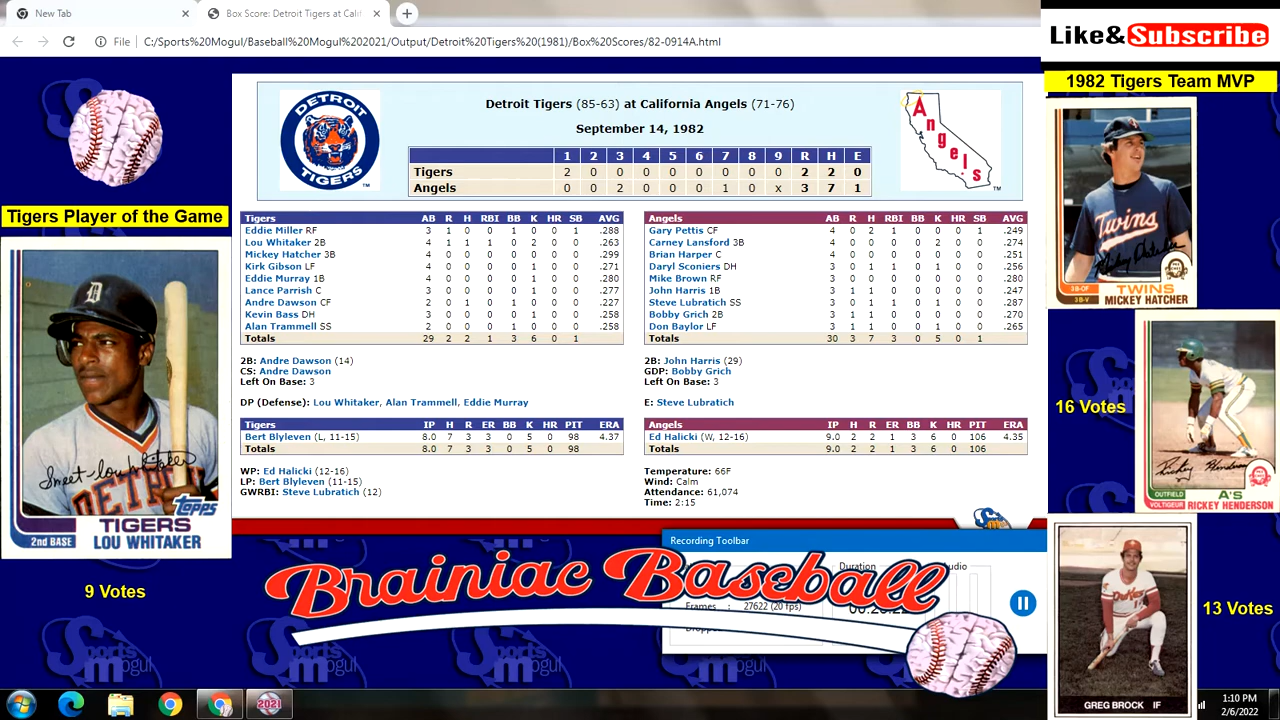 New Tab
Box Score: Detroit Tigers at Cali
File C:/Sports%20Mogul/Baseball%20Mogul%202021/Outp
Detroit%20Tigers%20(1981)/Box%20Scores/82-0914A.html
Like& Subscribe
1982 Tigers Team MVP
DETROIT TIGERS
Detroit Tigers (85-63) at California Angels (71-76)
September 14, 1982
Angels
1 2 3 4 5 6 7 8 9 R H E
Tigers 2 0 0 0 0 0 0 0 0 2 2 0
Angels 0 0 2 0 0 0 1 0 x 3 7 1
Tigers Player of the Game
Tigers AB R H RBI BB K HR SB AVG
Eddie Miller RF 3 1 0 0 1 0 0 1 .288
Lou Whitaker 2B 4 1 1 1 0 2 0 0 .263
Mickey Hatcher 3B 4 0 0 0 0 0 0 0 .299
Kirk Gibson LF 4 0 0 0 0 1 0 0 .271
Eddie Murray 1B 4 0 0 0 0 1 0 0 .280
Lance Parrish C 3 0 0 0 0 1 0 0 .277
Andre Dawson CF 2 0 1 0 1 0 0 0 .227
Kevin Bass DH 3 0 0 0 0 1 0 0 .258
Alan Trammell SS 2 0 0 0 1 0 0 0 .258
Totals 29 2 2 1 3 6 0 1
2B: Andre Dawson (14)
CS: Andre Dawson
Left On Base: 3
DP (Defense): Lou Whitaker, Alan Trammell, Eddie Murray
Tigers IP H R ER BB K HR PIT ERA
Bert Blyleven (L, 11-15) 8.0 7 3 3 0 5 0 98 4.37
Totals 8.0 7 3 3 0 5 0 98
WP: Ed Halicki (12-16)
LP: Bert Blyleven (11-15)
GWRBI: Steve Lubratich (12)
Angels AB R H RBI BB K HR SB AVG
Gary Pettis CF 4 0 2 1 0 0 0 1 .249
Carney Lansford 3B 4 0 0 0 0 2 0 0 .274
Brian Harper C 4 0 0 0 0 0 0 0 .251
Daryl Sconiers DH 3 0 1 1 0 1 0 0 .256
Mike Brown RF 3 0 0 0 0 0 0 0 .280
John Harris 1B 3 1 1 0 0 0 0 0 .247
Steve Lubratich SS 3 0 1 1 0 1 0 0 .287
Bobby Grich 2B 3 1 1 0 0 0 0 0 .270
Don Baylor LF 3 1 1 0 0 1 0 0 .265
Totals 30 3 7 3 0 5 0 1
2B: John Harris (29)
GDP: Bobby Grich
Left On Base: 3
E: Steve Lubratich
Angels IP H R ER BB K HR PIT ERA
Ed Halicki (W, 12-16) 9.0 2 2 1 3 6 0 106 4.35
Totals 9.0 2 2 1 3 6 0 106
Temperature: 66F
Wind: Calm
Attendance: 61,074
Time: 2:15
Sweet-lou Whitaker
DETROIT
topps
TIGERS
2nd BASE LOU WHITAKER
9 Votes
Twins
3B-OF
3B-V
TWINS
MICKEY HATCHER
16 Votes
Rickey Henderson
OUTFIELD
VOLTIGEUR
A'S
RICKEY HENDERSON
13 Votes
GREG BROCK IF
Recording Toolbar
Duration
udio
Frames : 27622 (20 fps)
Brainiac Baseball
Sports Mogul
2021
1:10 PM
2/6/2022